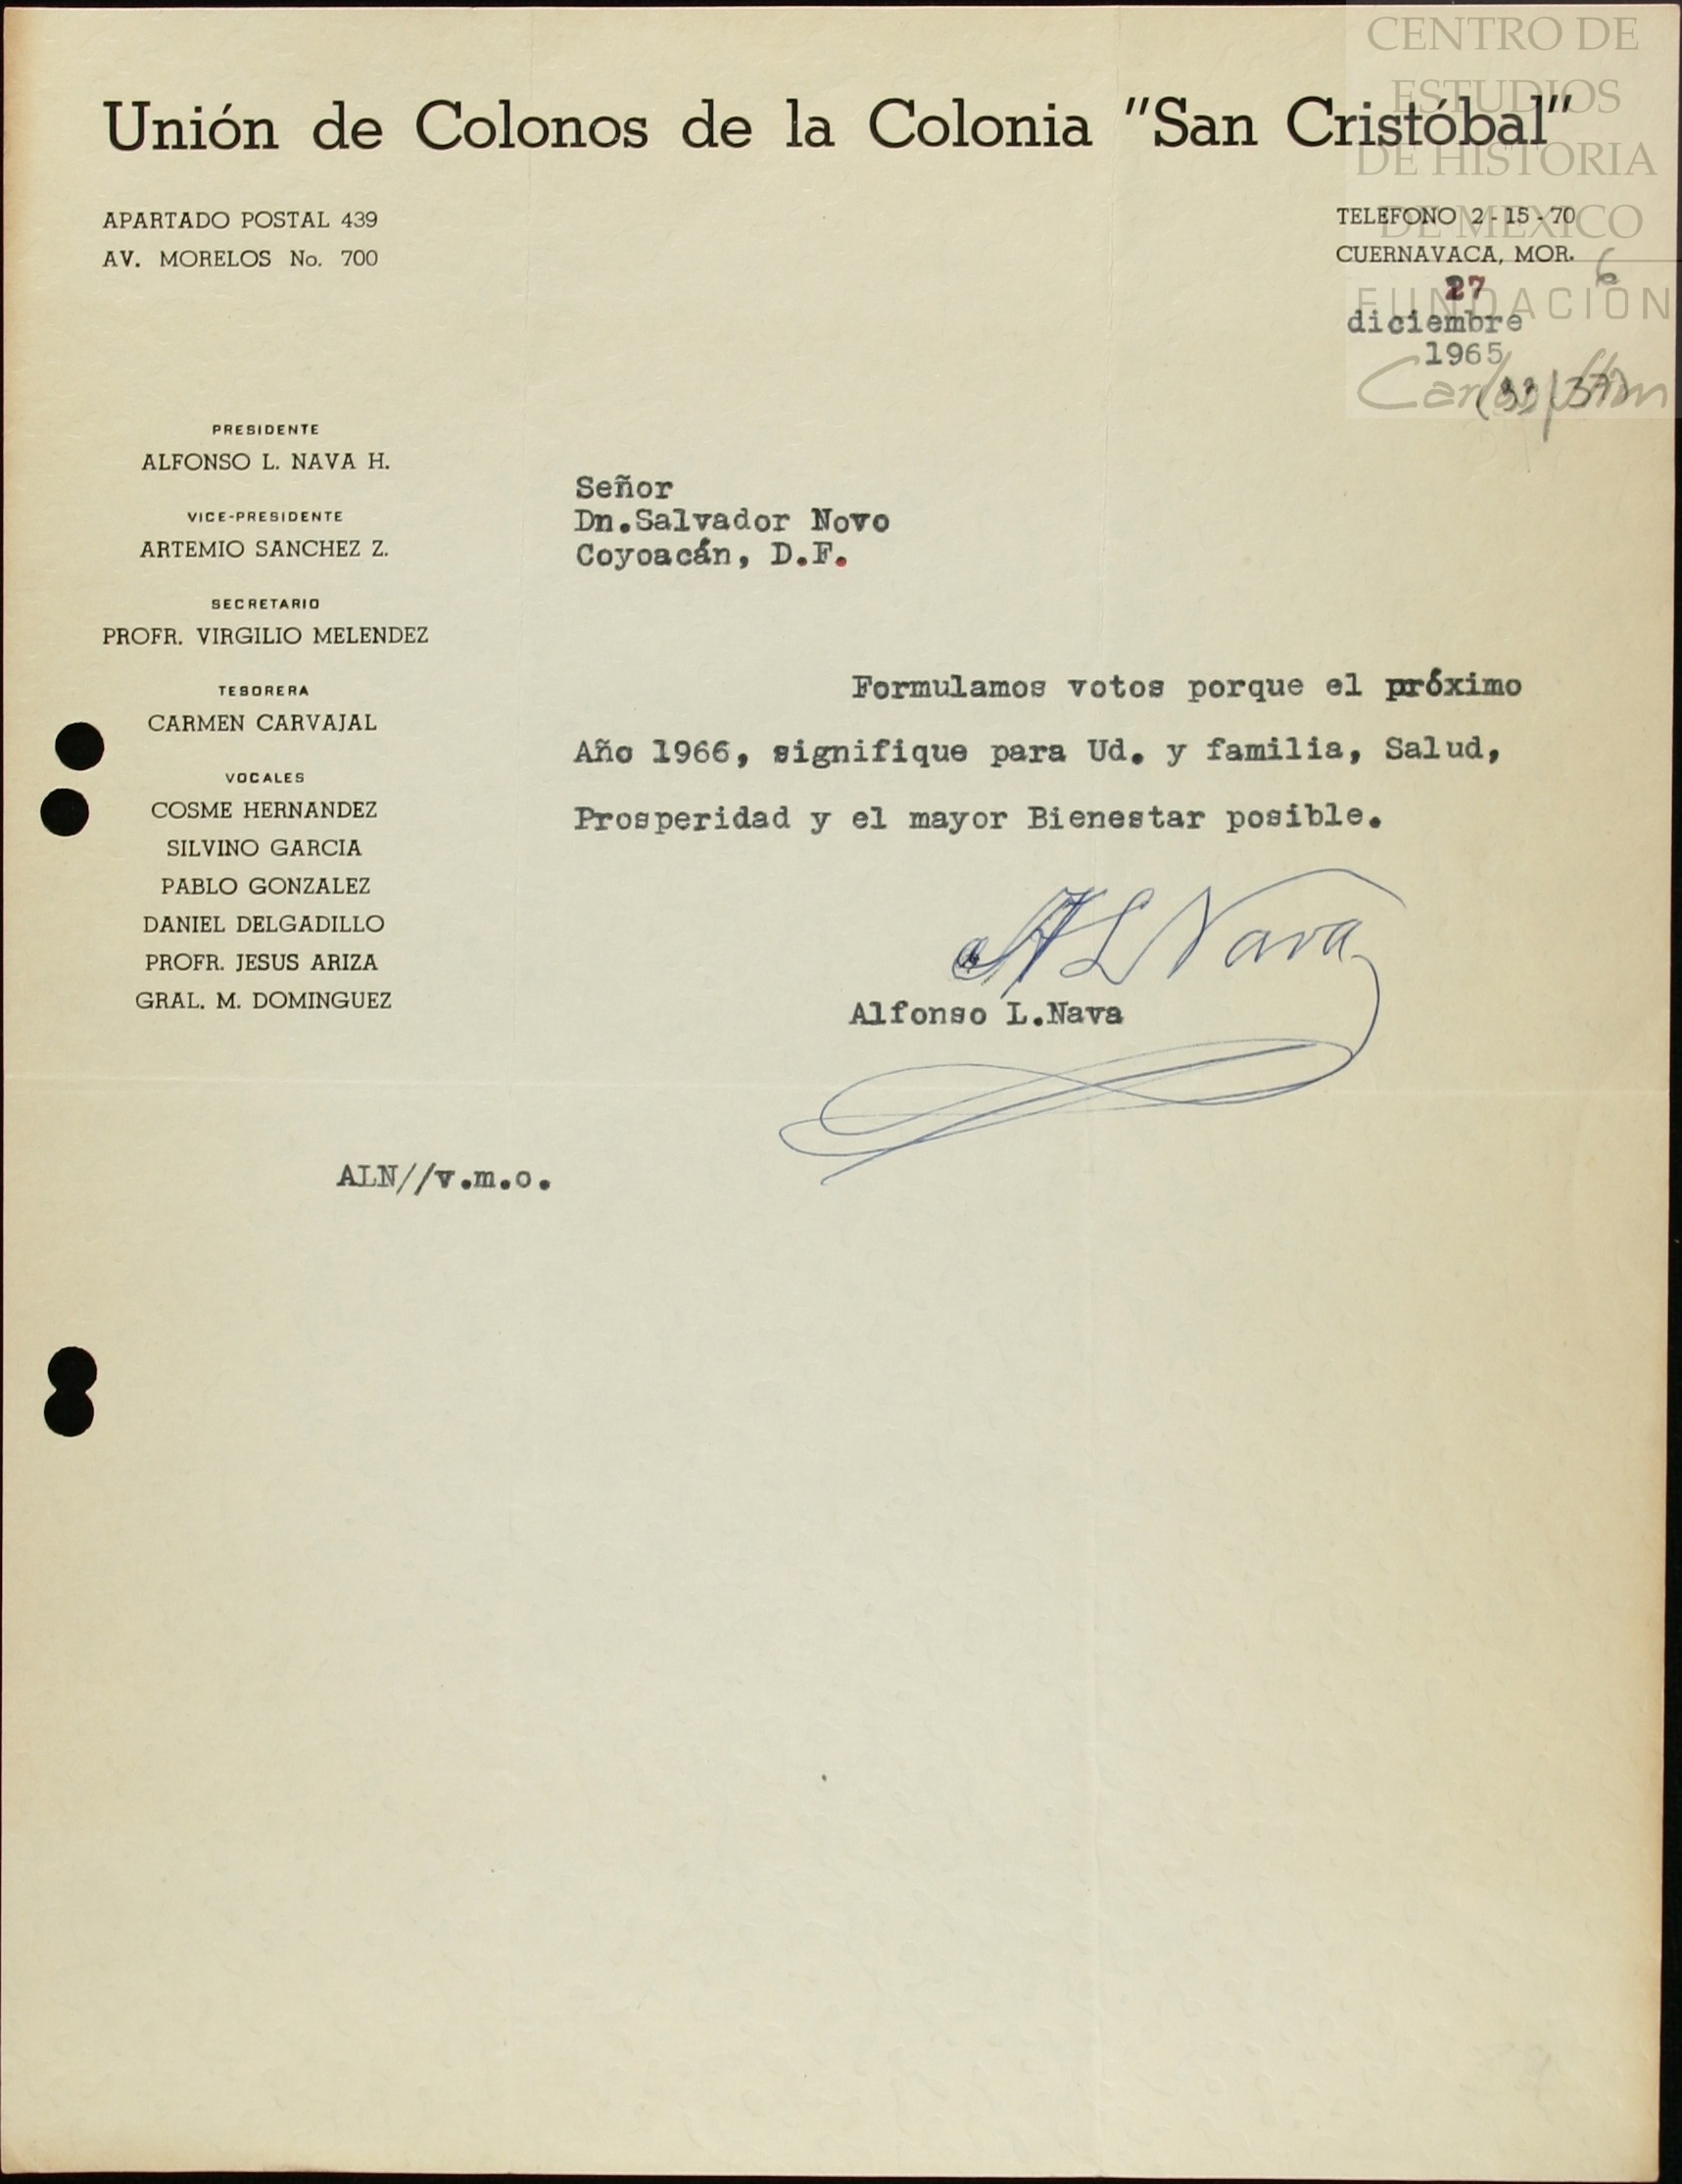 CENTRO DE
ESTUDIOS
DE HISTORIA
DE MEXICO
FUNDACIÓN
Carlos Slim
Unión de Colonos de la Colonia "San Cristóbal"
APARTADO POSTAL 439
AV. MORELOS No. 700
TELEFONO 2 - 15 - 70
CUERNAVACA, MOR.
6
27
diciembre
1965
PRESIDENTE
ALFONSO L. NAVA H.
VICE-PRESIDENTE
ARTEMIO SANCHEZ Z.
SECRETARIO
PROFR. VIRGILIO MELENDEZ
TESORERA
CARMEN CARVAJAL
VOCALES
COSME HERNANDEZ
SILVINO GARCIA
PABLO GONZALEZ
DANIEL DELGADILLO
PROFR. JESUS ARIZA
GRAL. M. DOMINGUEZ
Señor
Dn.Salvador Novo
Coyoacán, D.F.
Formulamos votos porque el próximo
Año 1966, signifique para Ud. y familia, Salud,
Prosperidad y el mayor Bienestar posible.
A L Nava
Alfonso L.Nava
ALN//v.m.o.